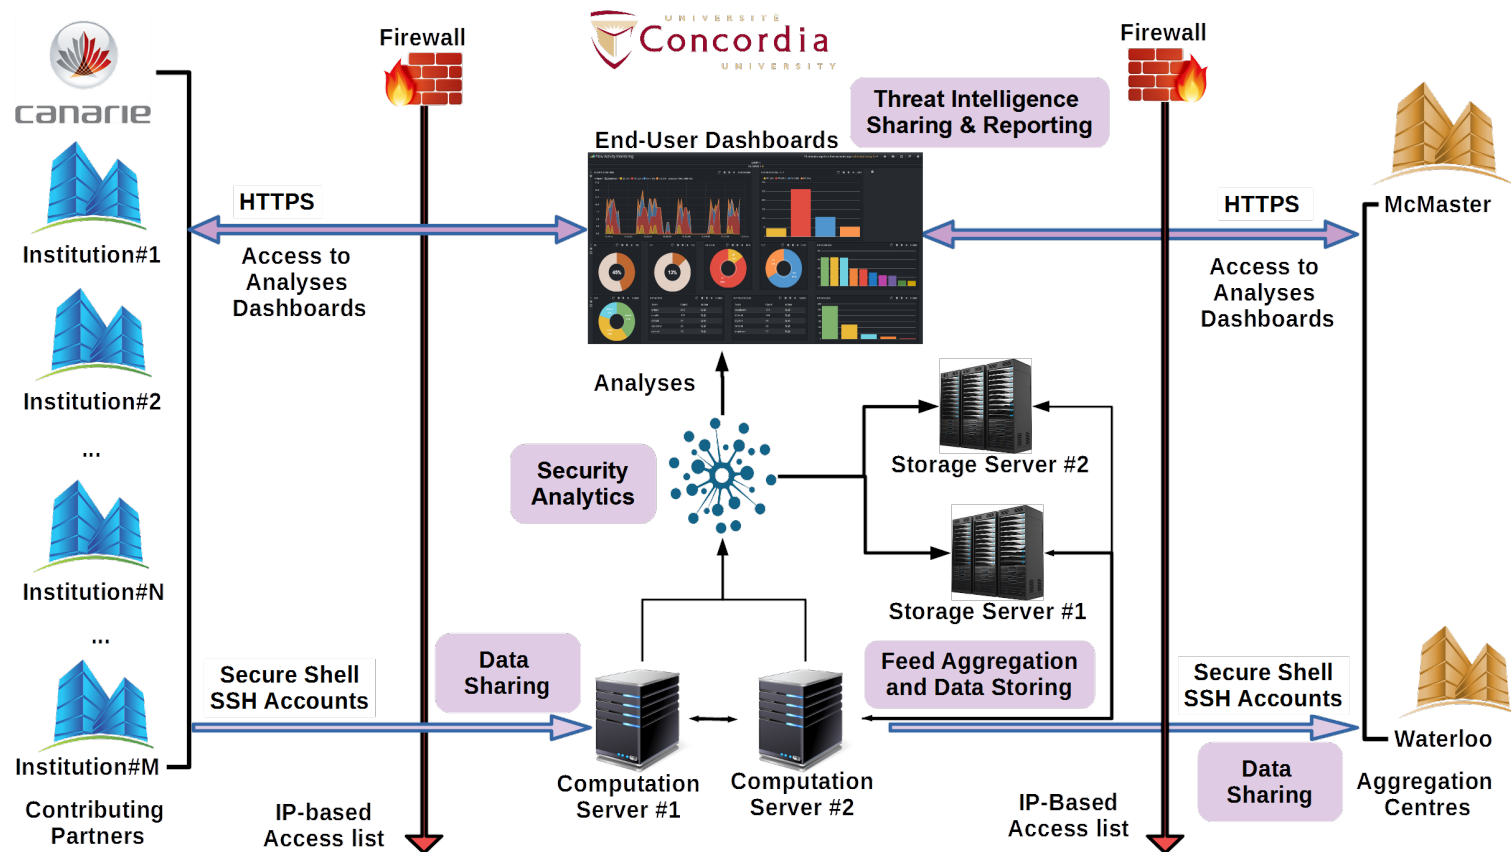 UNIVERSITÉ
Concordia
UNIVERSITY
canarie
Firewall
Firewall
Threat Intelligence
Sharing & Reporting
End-User Dashboards
HTTPS
Access to
Analyses
Dashboards
HTTPS
Access to
Analyses
Dashboards
McMaster
Institution#1
Institution#2
...
Institution#N
...
Institution#M
Contributing
Partners
Analyses
Security
Analytics
Storage Server #2
Storage Server #1
Secure Shell
SSH Accounts
Data
Sharing
Feed Aggregation
and Data Storing
Secure Shell
SSH Accounts
Data
Sharing
Computation
Server #1
Computation
Server #2
IP-based
Access list
IP-Based
Access list
Waterloo
Aggregation
Centres